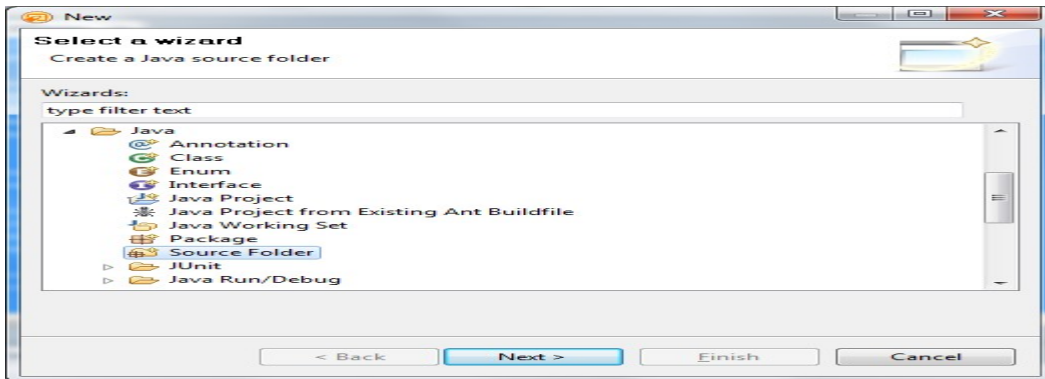 New
Select a wizard
Create a Java source folder
Wizards:
type filter text
Java
Annotation
Class
Enum
Interface
Java Project
Java Project from Existing Ant Buildfile
Java Working Set
Package
Source Folder
JUnit
Java Run/Debug
< Back Next > Finish Cancel